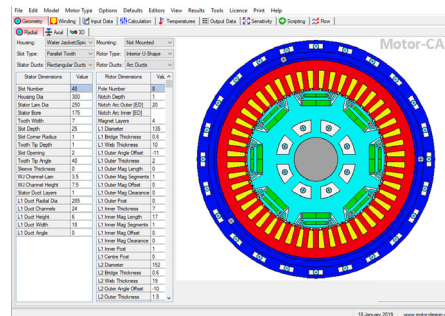 File Edit Model Motor Type Options Defaults Editors View Results Tools Licence Print Help
Geometry Winding Input Data Calculation Temperatures Output Data Sensitivity Scripting Flow
Radial Axial 3D
Housing: Water Jacket(Spiral Mounting: Not Mounted
Slot Type: Parallel Tooth Rotor Type: Interior U-Shape
Stator Ducts: Rectangular Ducts Rotor Ducts: Arc Ducts
Motor-CA
Stator Dimensions Value
Slot Number 48
Housing Dia 300
Stator Lam Dia 250
Stator Bore 175
Tooth Width 7
Slot Depth 25
Slot Corner Radius 1
Tooth Tip Depth 1
Slot Opening 2
Tooth Tip Angle 40
Sleeve Thickness 0
WJ Channel-Lam 3.5
WJ Channel Height 7.5
Stator Duct Layers 1
L1 Duct Radial Dia 285
L1 Duct Channels 24
L1 Duct Height 6
L1 Duct Width 18
L1 Duct Angle 0
Rotor Dimensions
Pole Number 8
Notch Depth 1
Notch Arc Outer [ED] 20
Notch Arc Inner [ED]
Magnet Layers 4
L1 Diameter 135
L1 Bridge Thickness 0.6
L1 Web Thickness 10
L1 Outer Angle Offset -11
L1 Outer Thickness
L1 Outer Mag Length 0
L1 Outer Mag Segments 1
L1 Outer Mag Offset 0
L1 Outer Mag Clearance 0
L1 Outer Post 0
L1 Inner Thickness 7
L1 Inner Mag Length 17
L1 Inner Mag Segments 1
L1 Inner Mag Offset 0
L1 Inner Mag Clearance 0
L1 Inner Post 1
L1 Centre Post 0
L2 Diameter 152
L2 Bridge Thickness 0.6
L2 Web Thickness 19
L2 Outer Angle Offset -10
L2 Outer Thickness 1.5
18 January 2019 www.motor-design